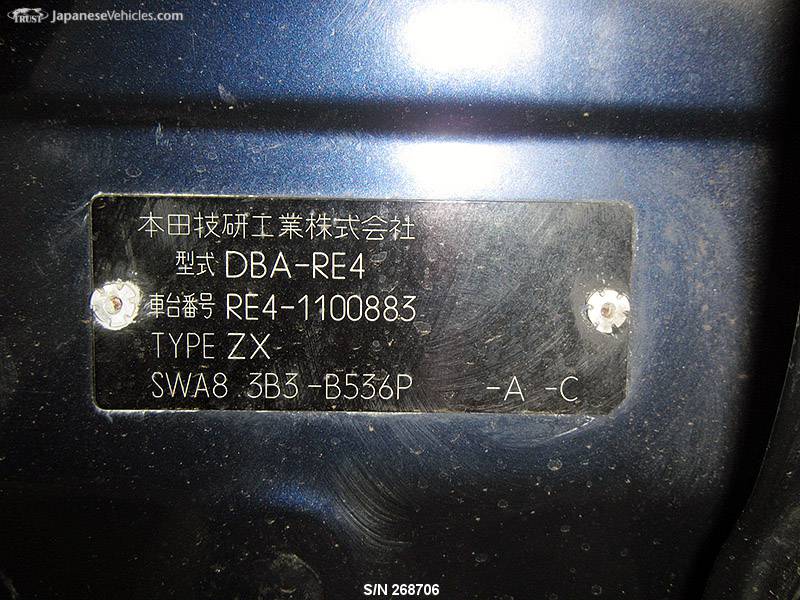 TRUST JapaneseVehicles.com
本田技研工業株式会社
型式 DBA-RE4
車台番号 RE4-1100883
TYPE ZX
SWA8 3B3-B536P -A -C
S/N 268706